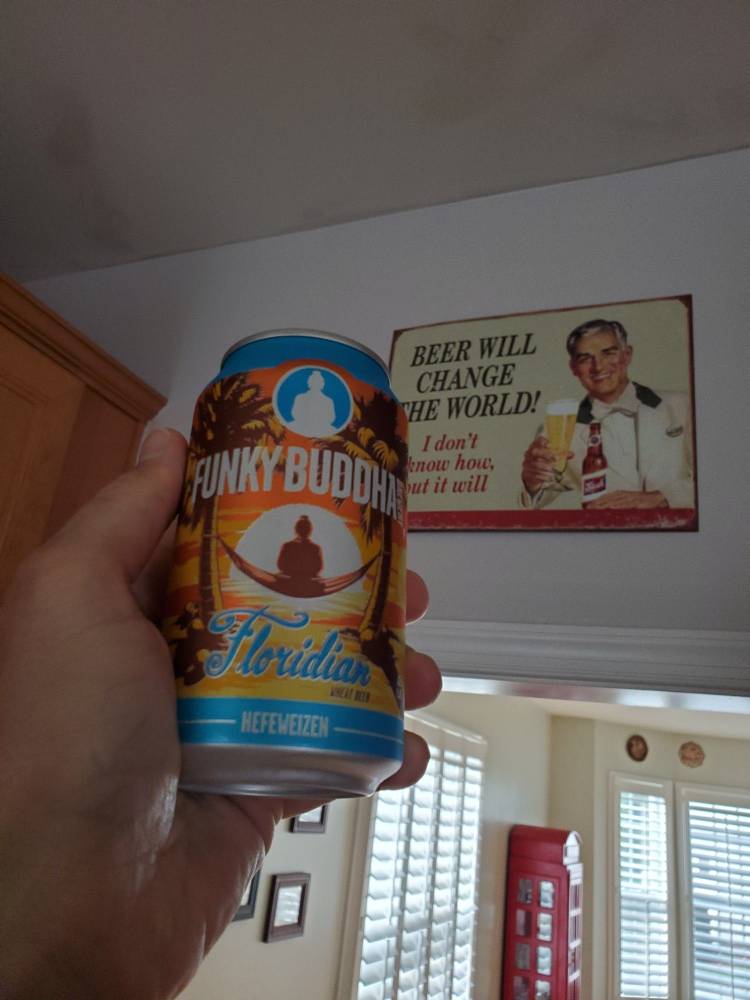 FUNKY BUDDHA
Floridian
WHEAT BEER
HEFEWEIZEN
BEER WILL
CHANGE
THE WORLD!
I don't
know how,
but it will